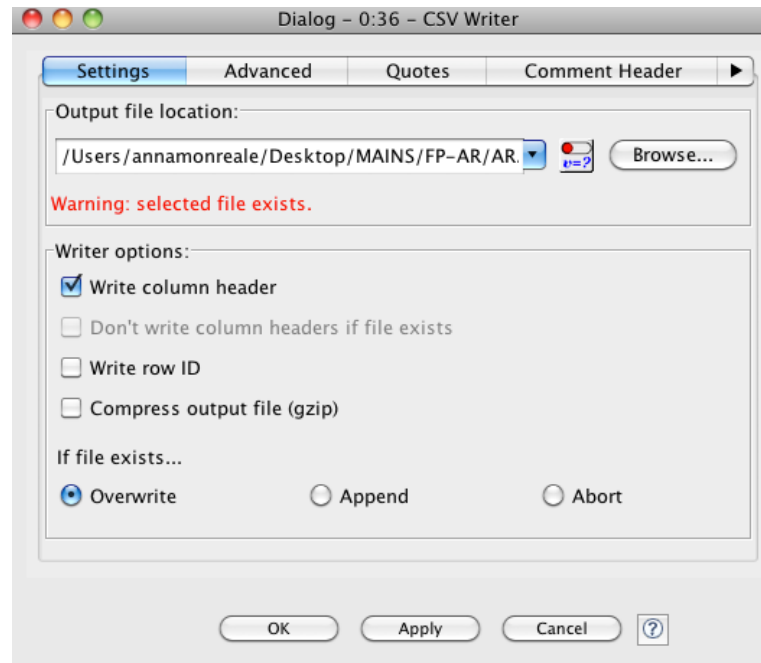 Dialog – 0:36 – CSV Writer
Settings Advanced Quotes Comment Header
Output file location:
/Users/annamonreale/Desktop/MAINS/FP-AR/AR. v=? Browse...
Warning: selected file exists.
Writer options:
Write column header
Don't write column headers if file exists
Write row ID
Compress output file (gzip)
If file exists...
Overwrite Append Abort
OK Apply Cancel ?